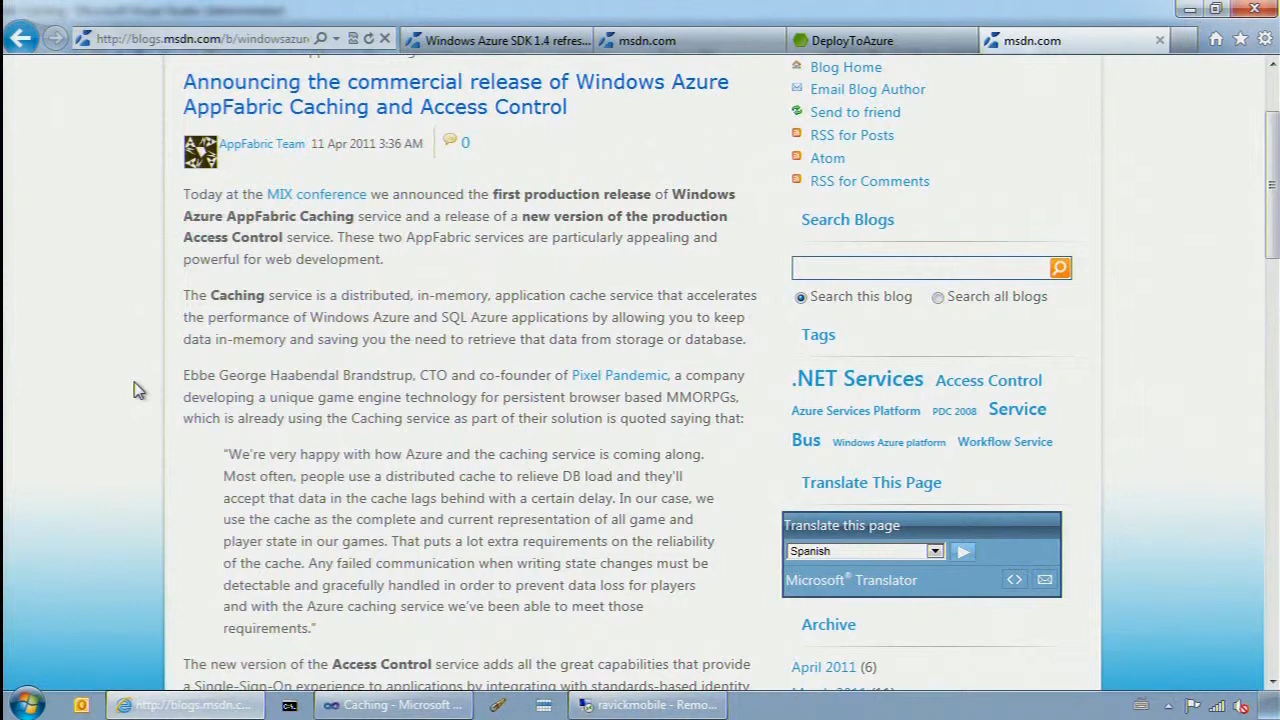 http://blogs.msdn.com/b/windowsazur
Windows Azure SDK 1.4 refres...
msdn.com
DeployToAzure
msdn.com
Announcing the commercial release of Windows Azure
AppFabric Caching and Access Control
AppFabric Team 11 Apr 2011 3:36 AM 0
Today at the MIX conference we announced the first production release of Windows
Azure AppFabric Caching service and a release of a new version of the production
Access Control service. These two AppFabric services are particularly appealing and
powerful for web development.
The Caching service is a distributed, in-memory, application cache service that accelerates
the performance of Windows Azure and SQL Azure applications by allowing you to keep
data in-memory and saving you the need to retrieve that data from storage or database.
Ebbe George Haabendal Brandstrup, CTO and co-founder of Pixel Pandemic, a company
developing a unique game engine technology for persistent browser based MMORPGs,
which is already using the Caching service as part of their solution is quoted saying that:
“We’re very happy with how Azure and the caching service is coming along.
Most often, people use a distributed cache to relieve DB load and they’ll
accept that data in the cache lags behind with a certain delay. In our case, we
use the cache as the complete and current representation of all game and
player state in our games. That puts a lot extra requirements on the reliability
of the cache. Any failed communication when writing state changes must be
detectable and gracefully handled in order to prevent data loss for players
and with the Azure caching service we’ve been able to meet those
requirements.”
The new version of the Access Control service adds all the great capabilities that provide
a Single-Sign-On experience to applications by integrating with standards-based identity
Blog Home
Email Blog Author
Send to friend
RSS for Posts
Atom
RSS for Comments
Search Blogs
Search this blog Search all blogs
Tags
.NET Services Access Control
Azure Services Platform PDC 2008 Service
Bus Windows Azure platform Workflow Service
Translate This Page
Translate this page
Spanish
Microsoft® Translator
Archive
April 2011 (6)
http://blogs.msdn.c...
Caching - Microsoft ...
ravickmobile - Remo...